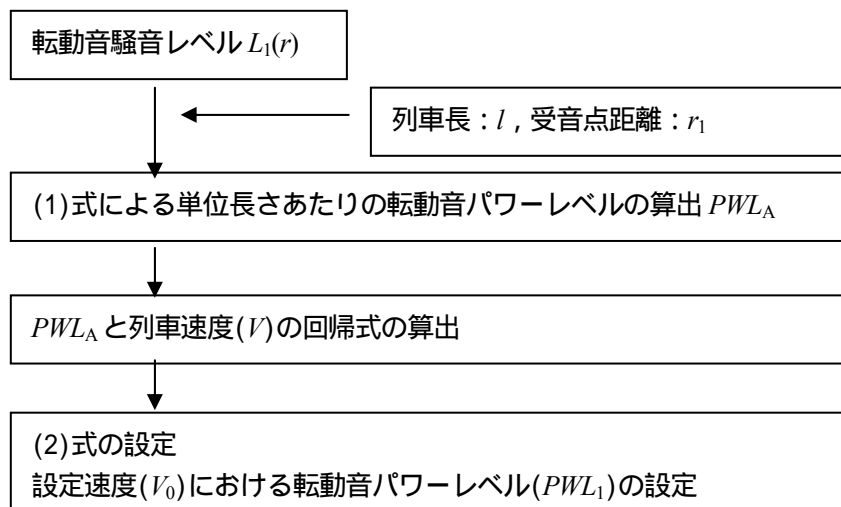 転動音騒音レベル L₁(r)
列車長：l , 受音点距離：r₁
(1)式による単位長さあたりの転動音パワーレベルの算出 PWL_A
PWL_A と列車速度(V)の回帰式の算出
(2)式の設定
設定速度(V₀)における転動音パワーレベル(PWL₁)の設定